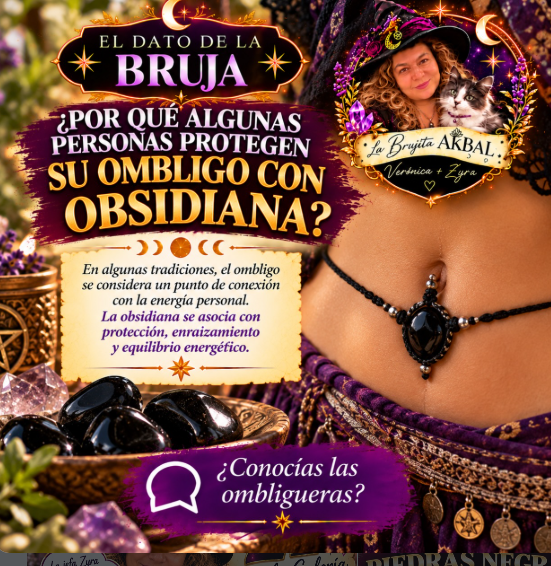 EL DATO DE LA
BRUJA
¿POR QUÉ ALGUNAS
PERSONAS PROTEGEN
SU OMBLIGO CON
OBSIDIANA?
La Brujita AKBAL
Verónica + Zyra
En algunas tradiciones, el ombligo
se considera un punto de conexión
con la energía personal.
La obsidiana se asocia con
protección, enraizamiento
y equilibrio energético.
¿Conocías las
ombligueras?
PIEDRAS NEGR